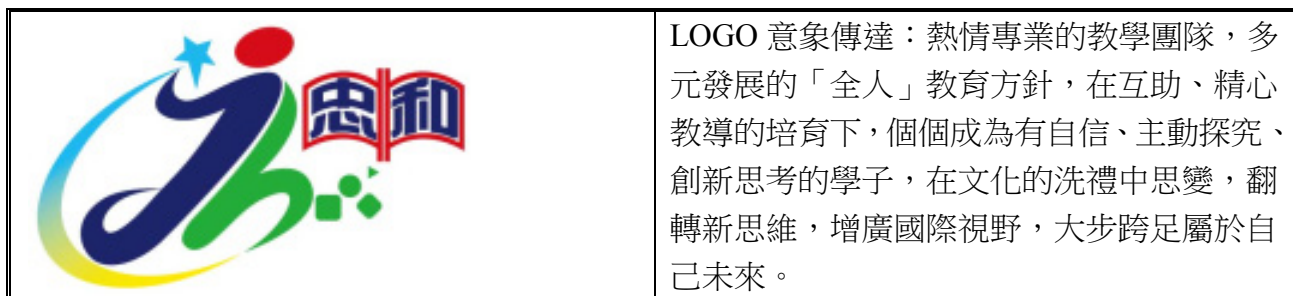 忠和
LOGO 意象傳達：熱情專業的教學團隊，多
元發展的「全人」教育方針，在互助、精心
教導的培育下，個個成為有自信、主動探究、
創新思考的學子，在文化的洗禮中思變，翻
轉新思維，增廣國際視野，大步跨足屬於自
己未來。